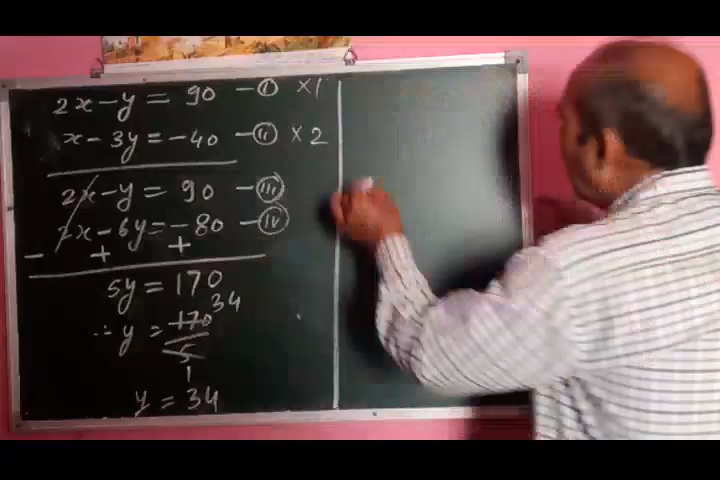 2x - y = 90 - (i) × 1
x - 3y = - 40 - (ii) × 2
2x - y = 90 - (iii)
2x - 6y = - 80 - (iv)
- + +
5y = 170
34
∴ y = 170
5
1
y = 34